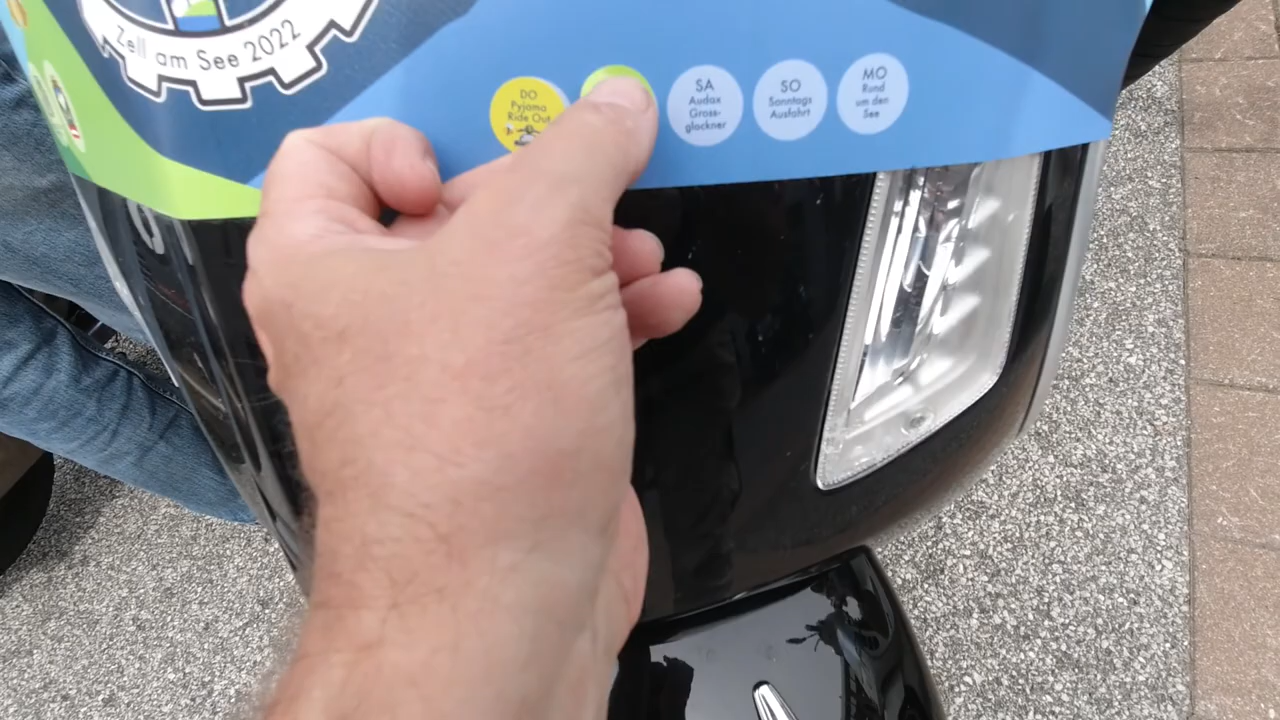 Zell am See 2022
DO
Pyjama
Ride Out
SA
Audax
Gross-
glockner
SO
Sonntags
Ausfahrt
MO
Rund
um den
See